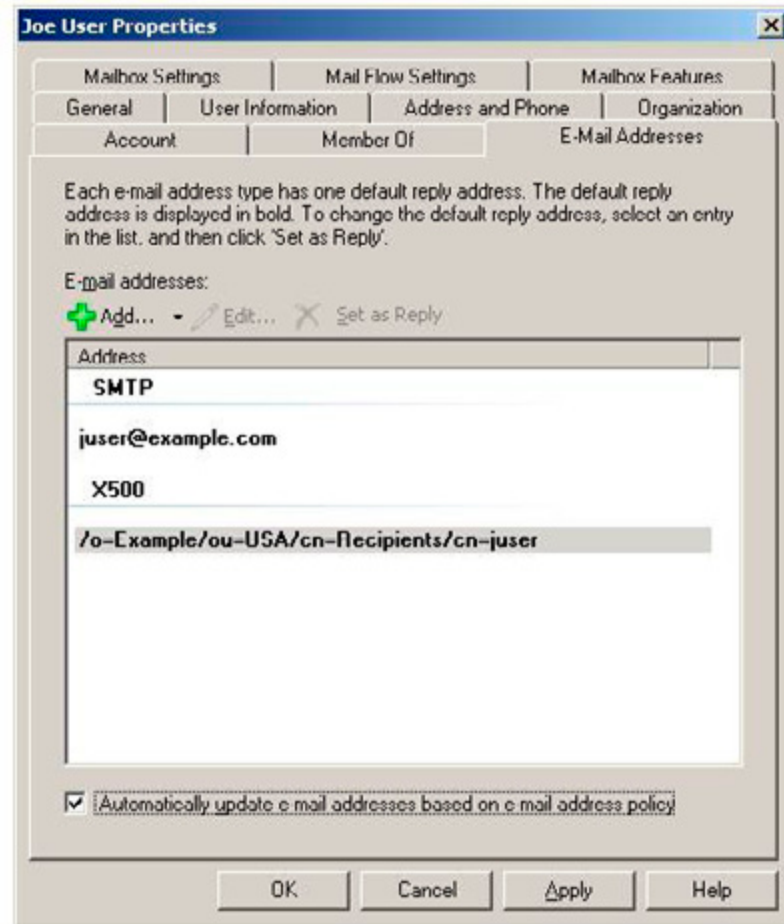 Joe User Properties
Mailbox Settings Mail Flow Settings Mailbox Features
General User Information Address and Phone Organization
Account Member Of E-Mail Addresses
Each e-mail address type has one default reply address. The default reply
address is displayed in bold. To change the default reply address, select an entry
in the list, and then click 'Set as Reply'.
E-mail addresses:
Add... Edit... Set as Reply
Address
SMTP
juser@example.com
X500
/o=Example/ou=USA/cn=Recipients/cn=juser
Automatically update e-mail addresses based on e-mail address policy
OK Cancel Apply Help